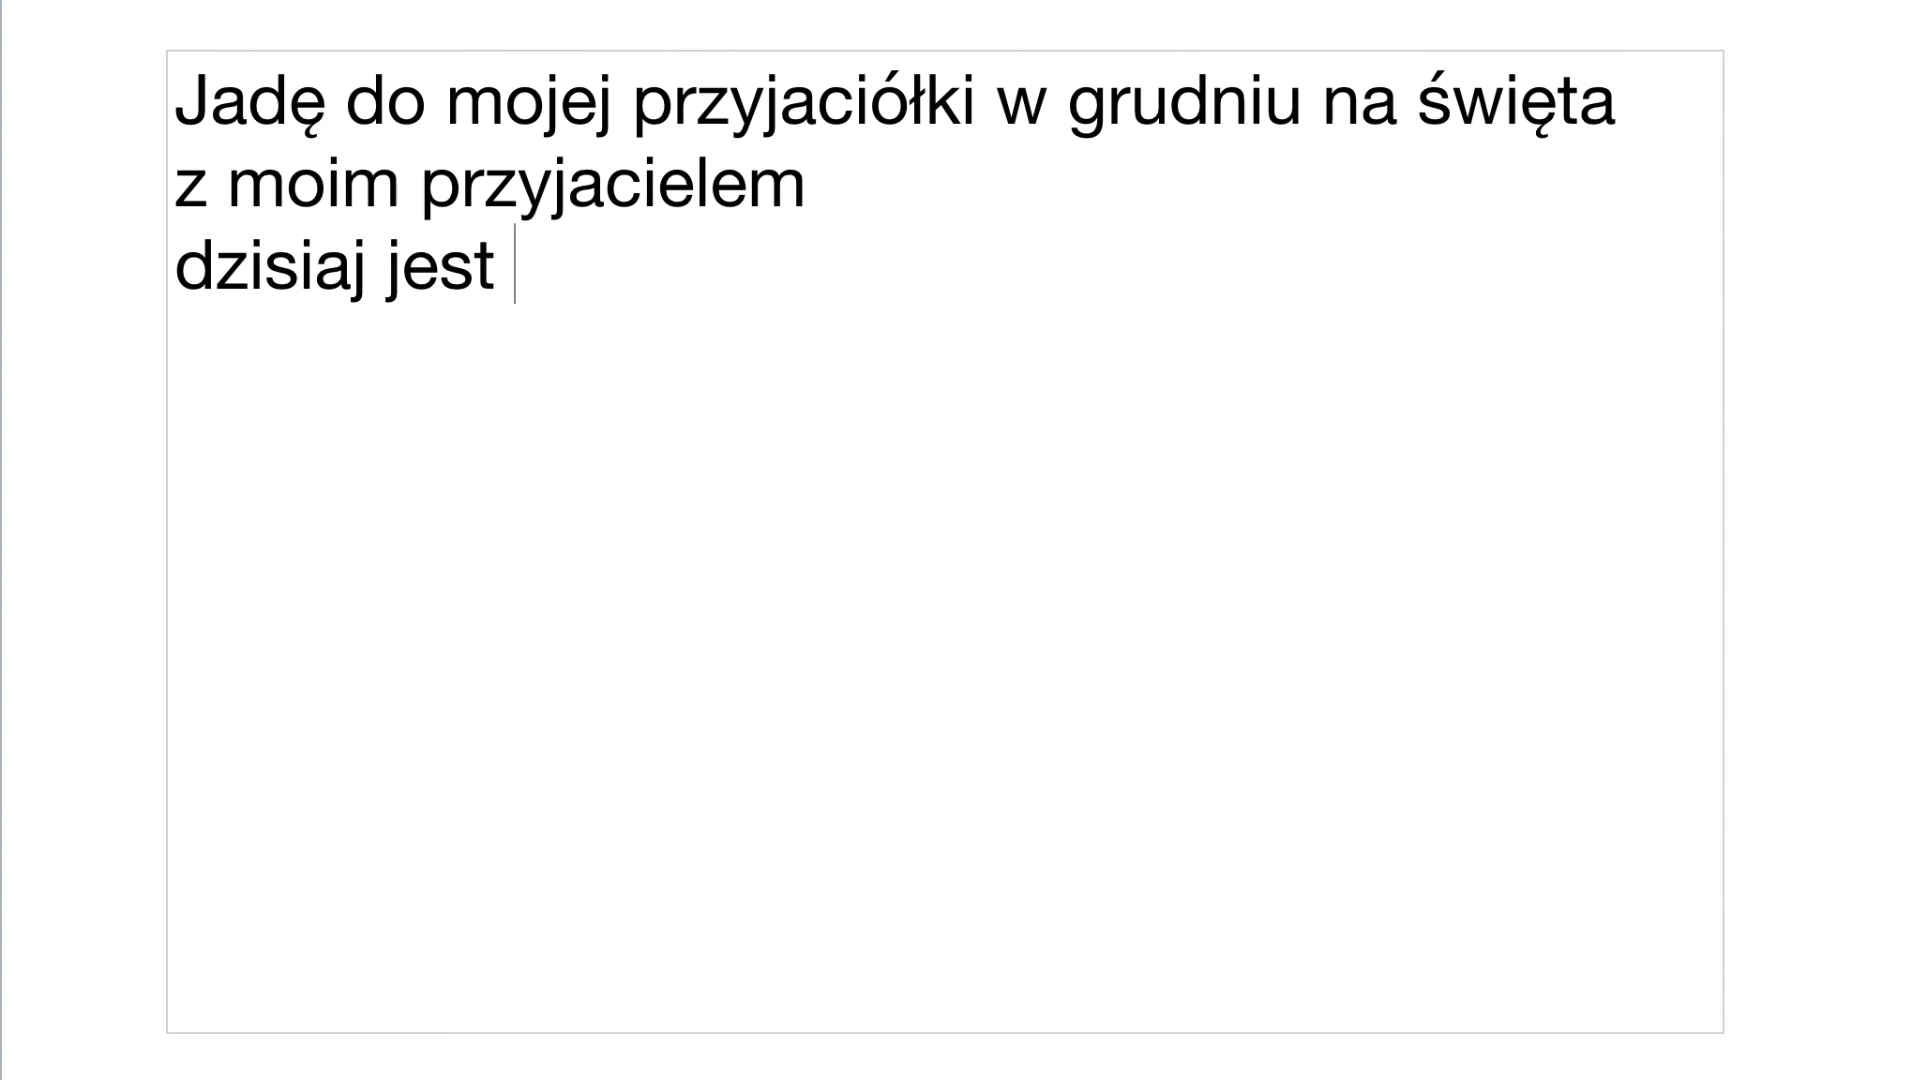 Jadę do mojej przyjaciółki w grudniu na święta
z moim przyjacielem
dzisiaj jest